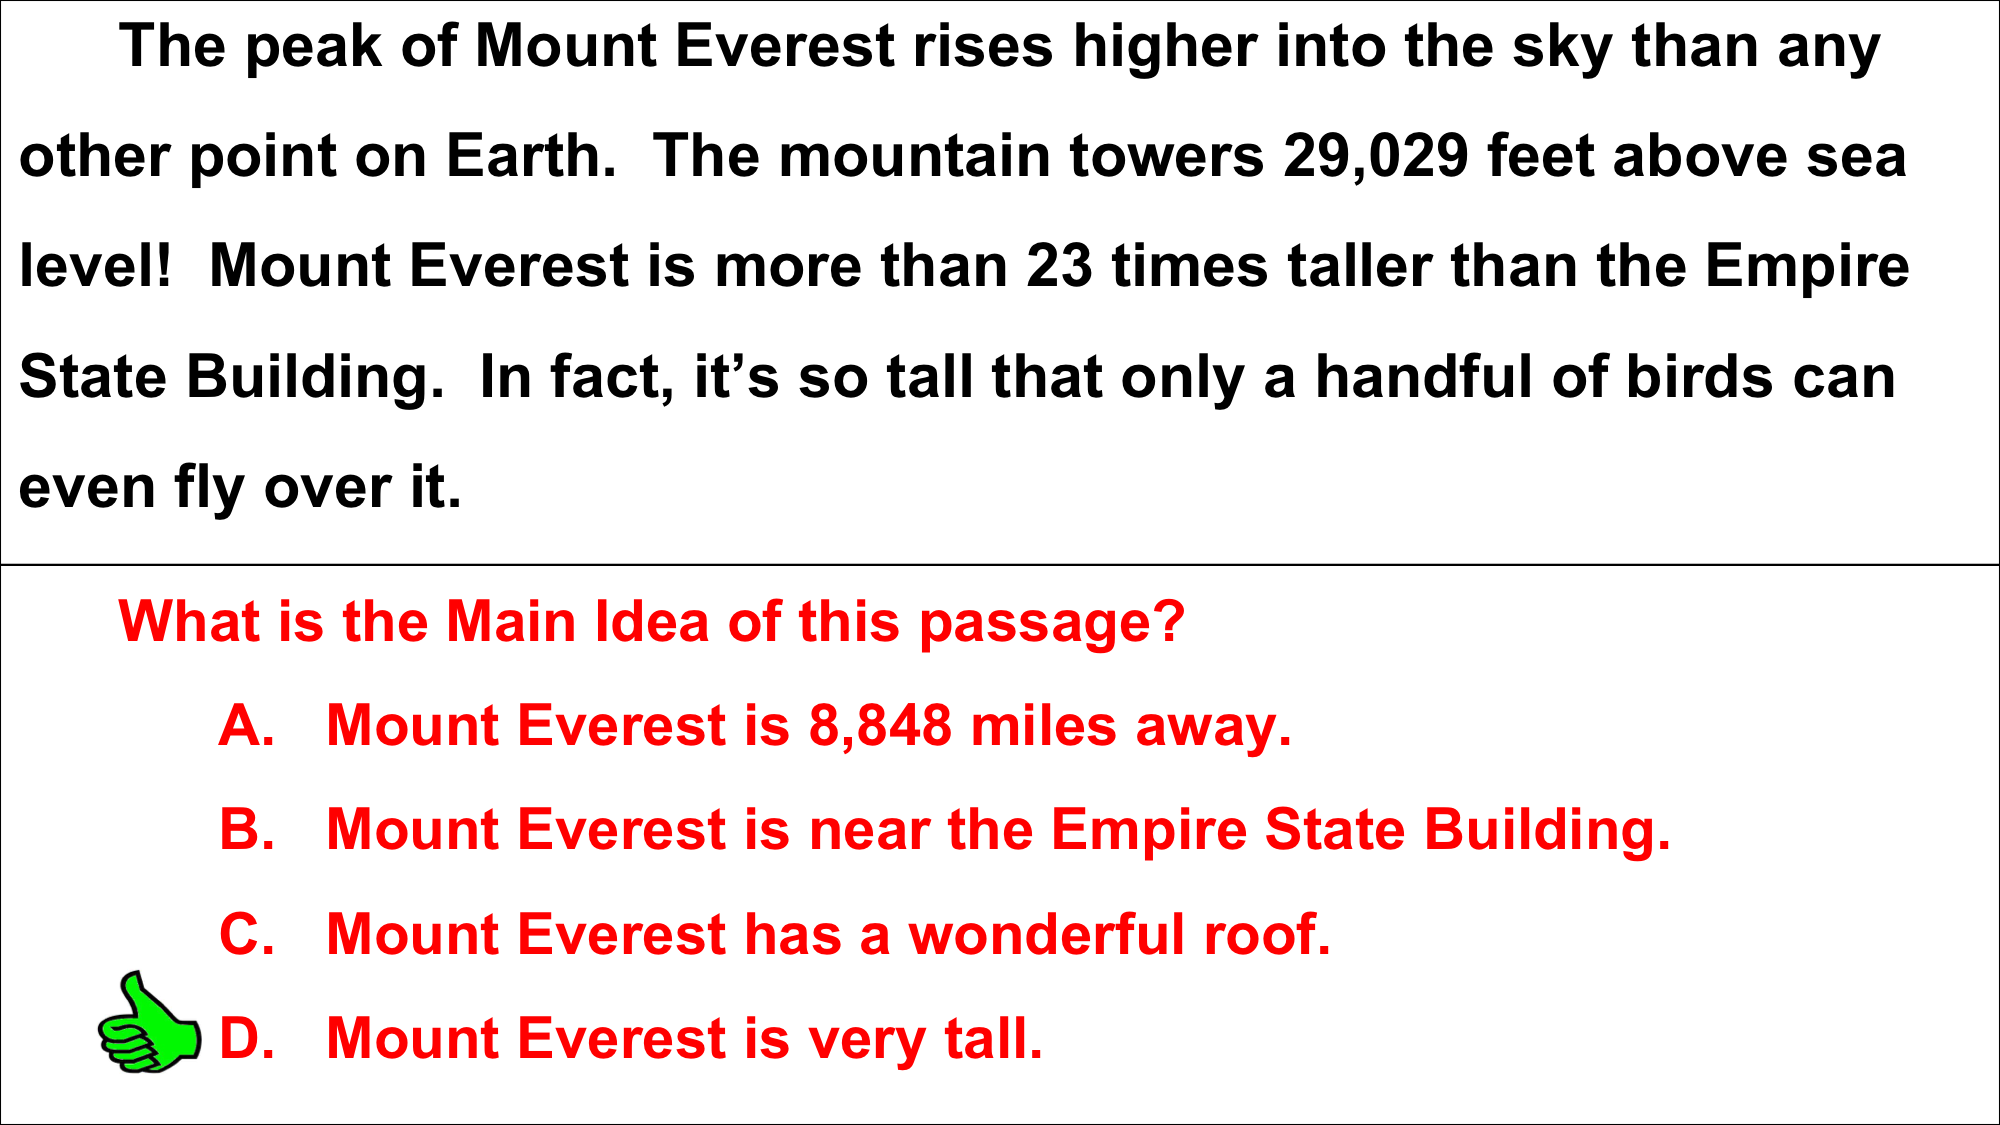 The peak of Mount Everest rises higher into the sky than any
other point on Earth.  The mountain towers 29,029 feet above sea
level!  Mount Everest is more than 23 times taller than the Empire
State Building.  In fact, it’s so tall that only a handful of birds can
even fly over it.
What is the Main Idea of this passage?
A. Mount Everest is 8,848 miles away.
B. Mount Everest is near the Empire State Building.
C. Mount Everest has a wonderful roof.
D. Mount Everest is very tall.